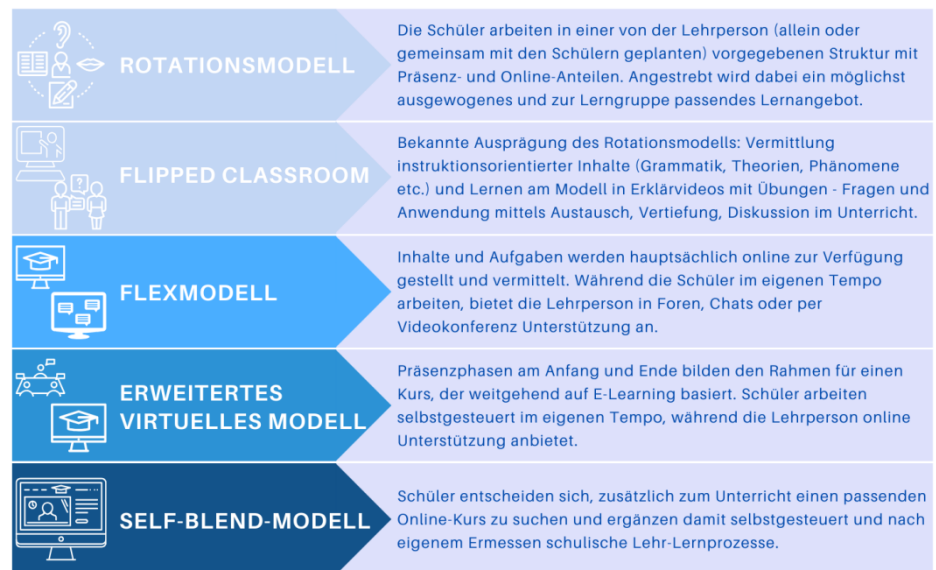 ROTATIONSMODELL
Die Schüler arbeiten in einer von der Lehrperson (allein oder
gemeinsam mit den Schülern geplanten) vorgegebenen Struktur mit
Präsenz- und Online-Anteilen. Angestrebt wird dabei ein möglichst
ausgewogenes und zur Lerngruppe passendes Lernangebot.
FLIPPED CLASSROOM
Bekannte Ausprägung des Rotationsmodells: Vermittlung
instruktionsorientierter Inhalte (Grammatik, Theorien, Phänomene
etc.) und Lernen am Modell in Erklärvideos mit Übungen - Fragen und
Anwendung mittels Austausch, Vertiefung, Diskussion im Unterricht.
FLEXMODELL
Inhalte und Aufgaben werden hauptsächlich online zur Verfügung
gestellt und vermittelt. Während die Schüler im eigenen Tempo
arbeiten, bietet die Lehrperson in Foren, Chats oder per
Videokonferenz Unterstützung an.
ERWEITERTES
VIRTUELLES MODELL
Präsenzphasen am Anfang und Ende bilden den Rahmen für einen
Kurs, der weitgehend auf E-Learning basiert. Schüler arbeiten
selbstgesteuert im eigenen Tempo, während die Lehrperson online
Unterstützung anbietet.
SELF-BLEND-MODELL
Schüler entscheiden sich, zusätzlich zum Unterricht einen passenden
Online-Kurs zu suchen und ergänzen damit selbstgesteuert und nach
eigenem Ermessen schulische Lehr-Lernprozesse.